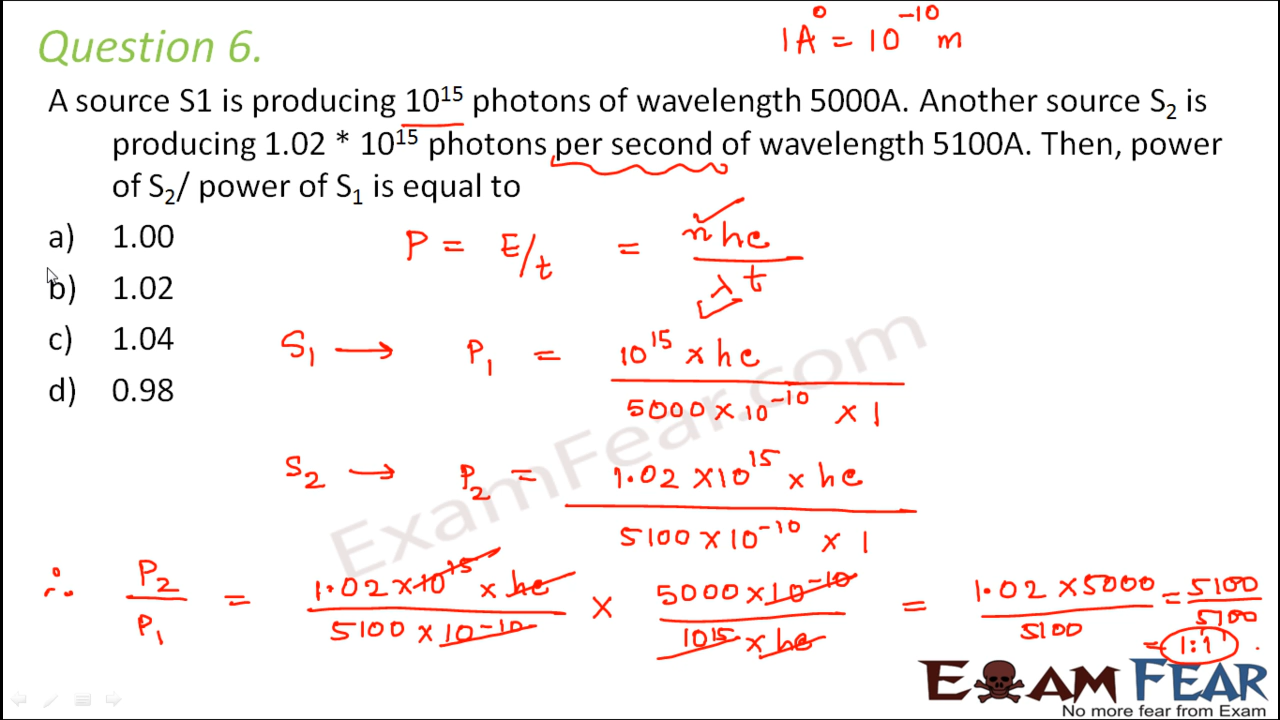 Question 6.
1A⁰ = 10⁻¹⁰ m
A source S1 is producing 10¹⁵ photons of wavelength 5000A. Another source S₂ is
producing 1.02 * 10¹⁵ photons per second of wavelength 5100A. Then, power
of S₂/ power of S₁ is equal to
a) 1.00
b) 1.02
c) 1.04
d) 0.98
P = E/t = nhc / λt
S₁ → P₁ = 10¹⁵ × hc / 5000 × 10⁻¹⁰ × 1
S₂ → P₂ = 1.02 × 10¹⁵ × hc / 5100 × 10⁻¹⁰ × 1
∴ P₂/P₁ = 1.02 × 10¹⁵ × hc / 5100 × 10⁻¹⁰ × 5000 × 10⁻¹⁰ / 10¹⁵ × hc = 1.02 × 5000 / 5100 = 5100 / 5100
= 1:1
ExamFear.com
EXAM FEAR
No more fear from Exam